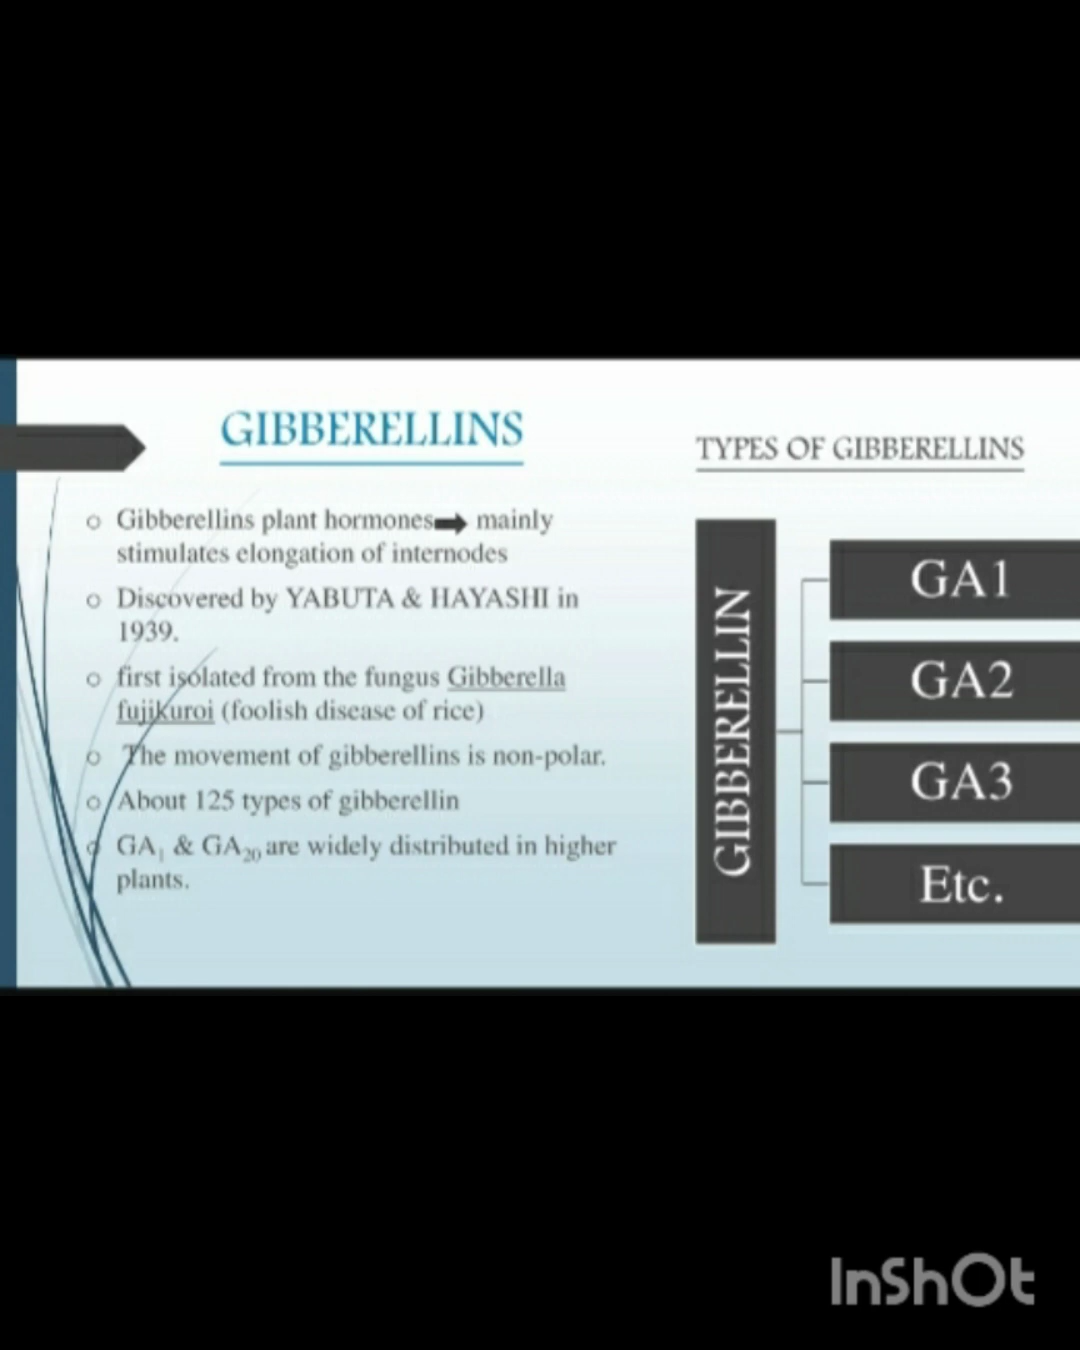 GIBBERELLINS
o Gibberellins plant hormones➡ mainly
stimulates elongation of internodes
o Discovered by YABUTA & HAYASHI in
1939.
o first isolated from the fungus Gibberella
fujikuroi (foolish disease of rice)
o The movement of gibberellins is non-polar.
o About 125 types of gibberellin
o GA₁ & GA₂₀ are widely distributed in higher
plants.
TYPES OF GIBBERELLINS
GIBBERELLIN
GA1
GA2
GA3
Etc.
InShOt